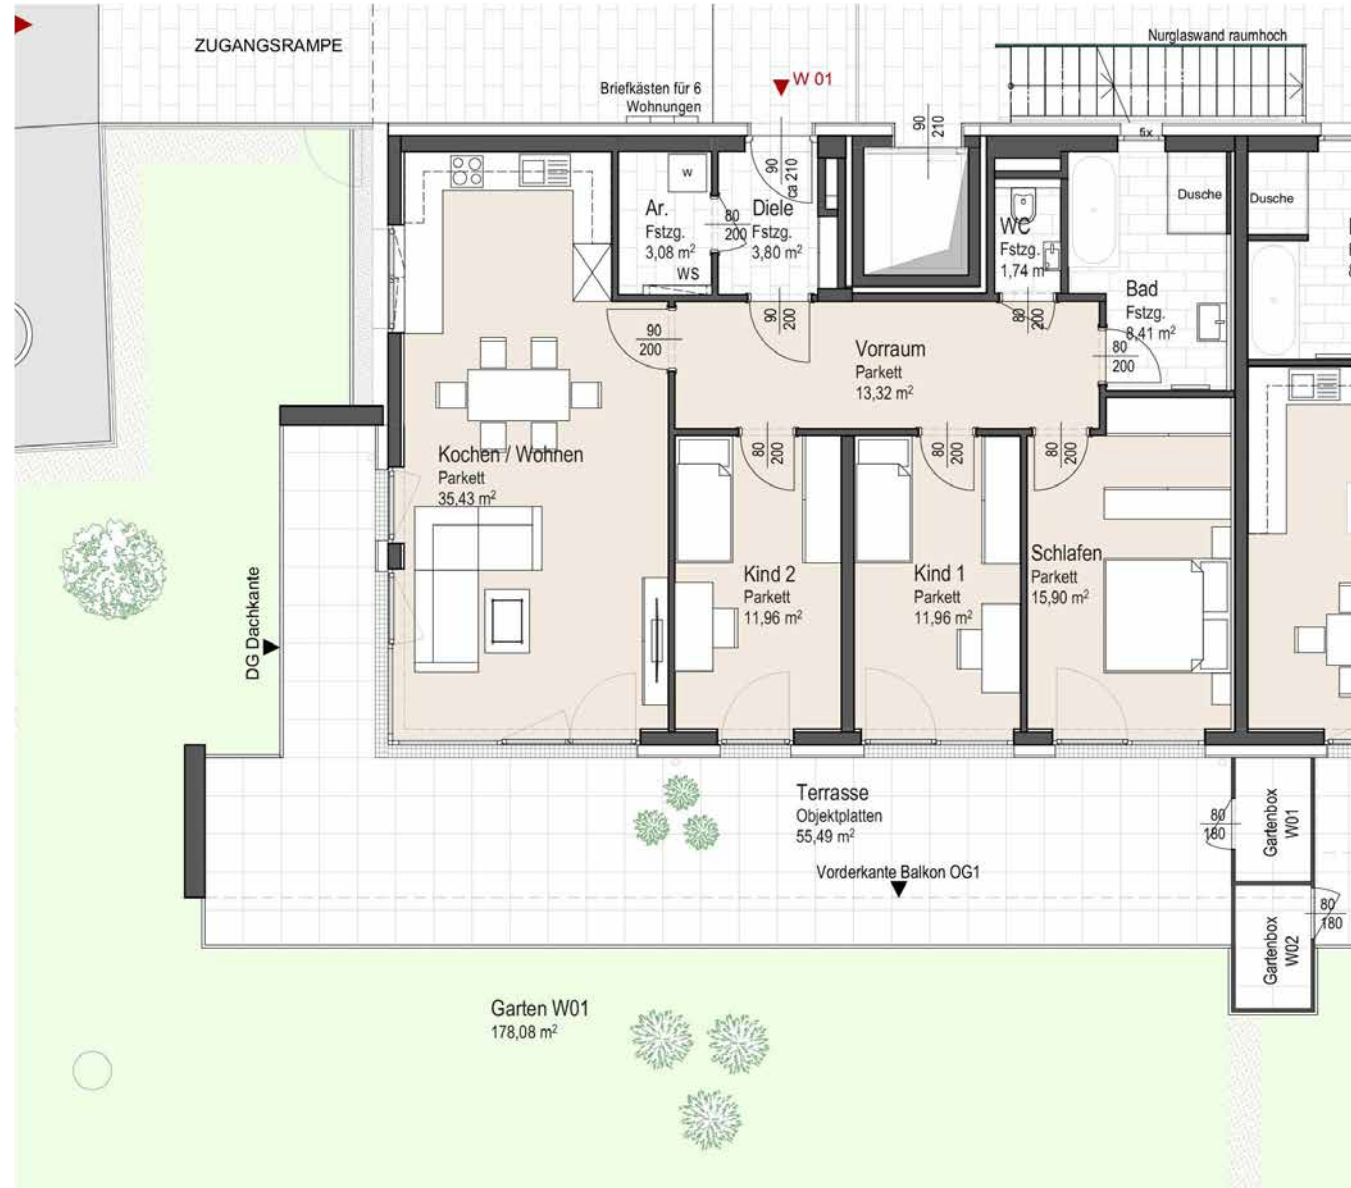 Nurglaswand raumhoch
ZUGANGSRAMPE
W 01
Briefkästen für 6
Wohnungen
90
210
fix
90
ca 210
w
Ar.
Fstzg.
3,08 m²
WS
80
200
Diele
Fstzg.
3,80 m²
WC
Fstzg.
1,74 m²
Dusche
Dusche
Bad
Fstzg.
8,41 m²
90
200
90
200
80
200
80
200
Vorraum
Parkett
13,32 m²
Kochen / Wohnen
Parkett
35,43 m²
80
200
80
200
80
200
Kind 2
Parkett
11,96 m²
Kind 1
Parkett
11,96 m²
Schlafen
Parkett
15,90 m²
DG Dachkante
Terrasse
Objektplatten
55,49 m²
Vorderkante Balkon OG1
80
180
Gartenbox
W01
80
180
Gartenbox
W02
Garten W01
178,08 m²